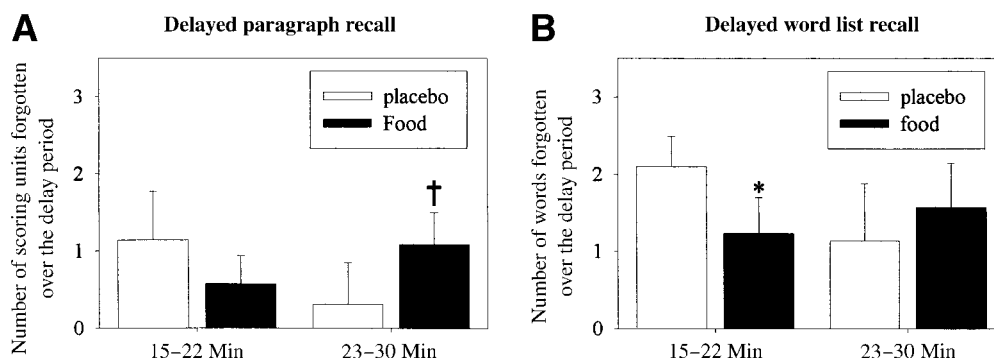 A
Delayed paragraph recall
Number of scoring units forgotten
over the delay period
3
2
1
0
placebo
Food
†
15–22 Min
23–30 Min
B
Delayed word list recall
Number of words forgotten
over the delay period
3
2
1
0
placebo
food
*
15–22 Min
23–30 Min